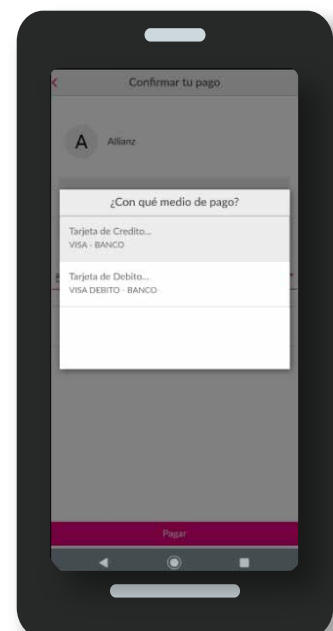 Confirmar tu pago
A
Allianz
¿Con qué medio de pago?
Tarjeta de Credito...
VISA - BANCO
Tarjeta de Debito...
VISA DEBITO - BANCO
Pagar